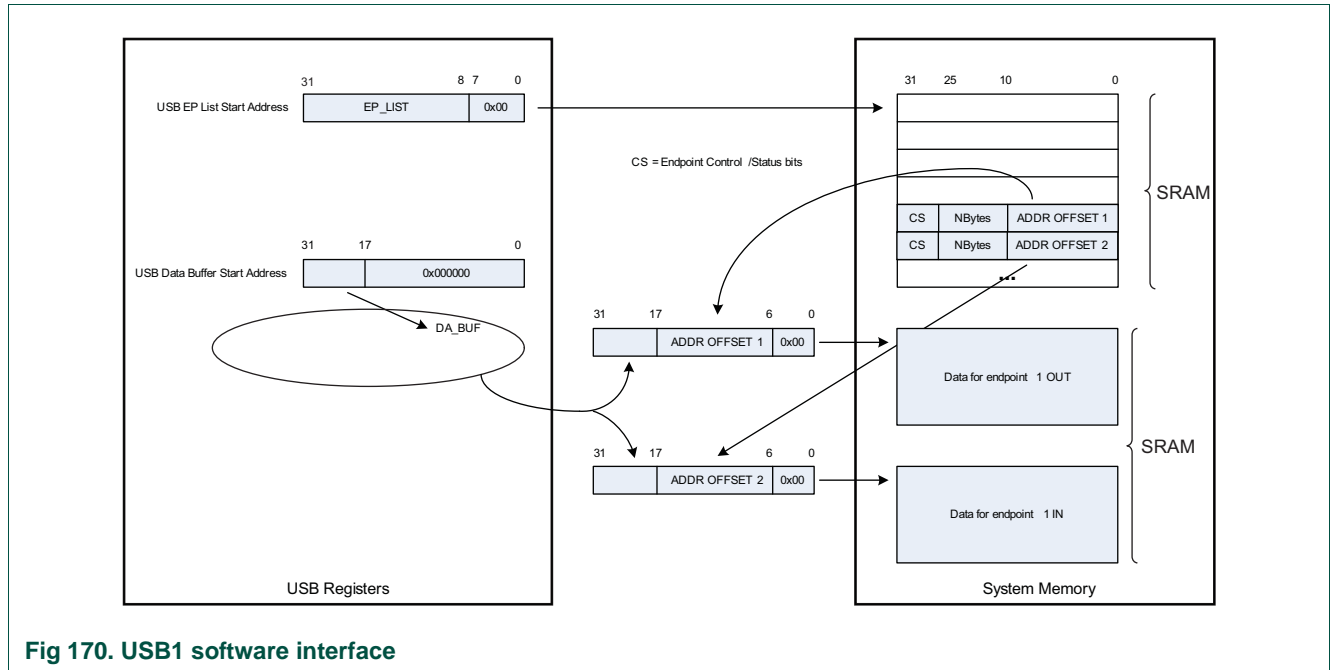 31 8 7 0
USB EP List Start Address EP_LIST 0x00
31 25 10 0
CS = Endpoint Control /Status bits
SRAM
CS NBytes ADDR OFFSET 1
CS NBytes ADDR OFFSET 2
...
31 17 0
USB Data Buffer Start Address 0x000000
DA_BUF
31 17 6 0
ADDR OFFSET 1 0x00
Data for endpoint 1 OUT
SRAM
31 17 6 0
ADDR OFFSET 2 0x00
Data for endpoint 1 IN
USB Registers
System Memory
Fig 170. USB1 software interface